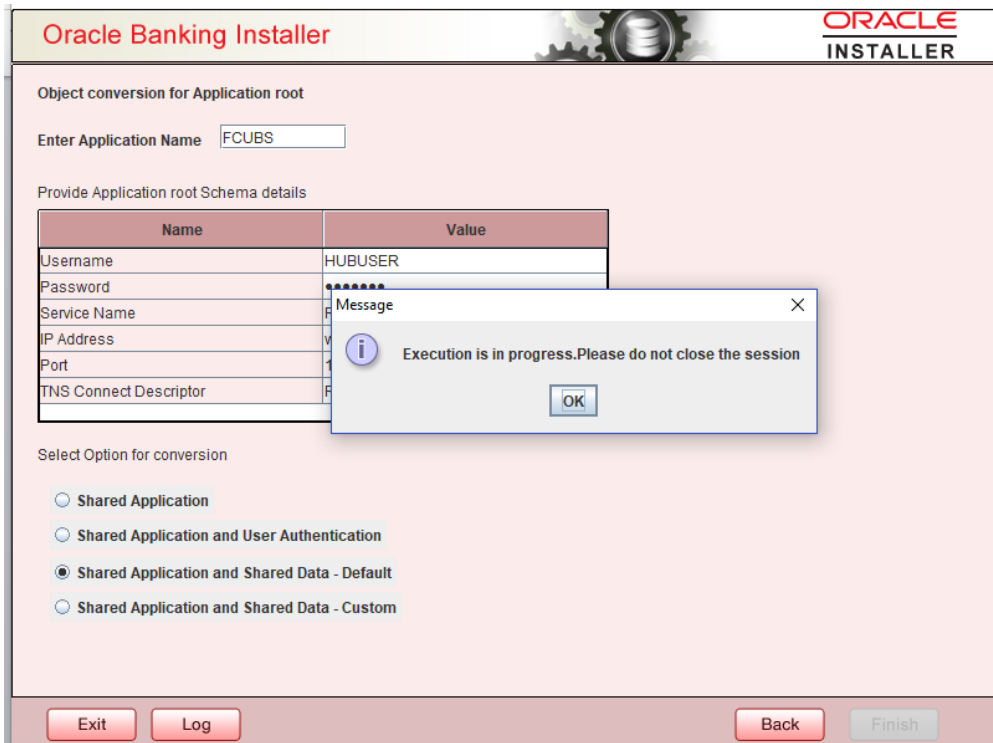 Oracle Banking Installer
ORACLE
INSTALLER
Object conversion for Application root
Enter Application Name FCUBS
Provide Application root Schema details
Name Value
Username HUBUSER
Password ●●●●●●●
Service Name
IP Address
Port
TNS Connect Descriptor
Message
Execution is in progress.Please do not close the session
OK
Select Option for conversion
Shared Application
Shared Application and User Authentication
Shared Application and Shared Data - Default
Shared Application and Shared Data - Custom
Exit Log Back Finish